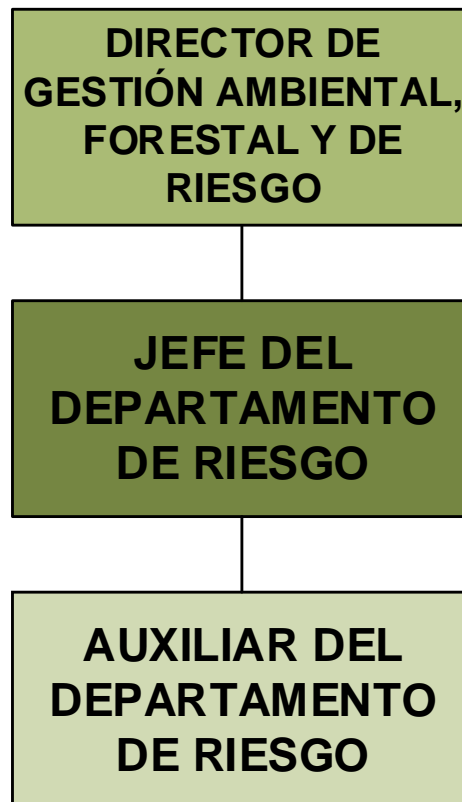 DIRECTOR DE
GESTIÓN AMBIENTAL,
FORESTAL Y DE
RIESGO
JEFE DEL
DEPARTAMENTO
DE RIESGO
AUXILIAR DEL
DEPARTAMENTO
DE RIESGO